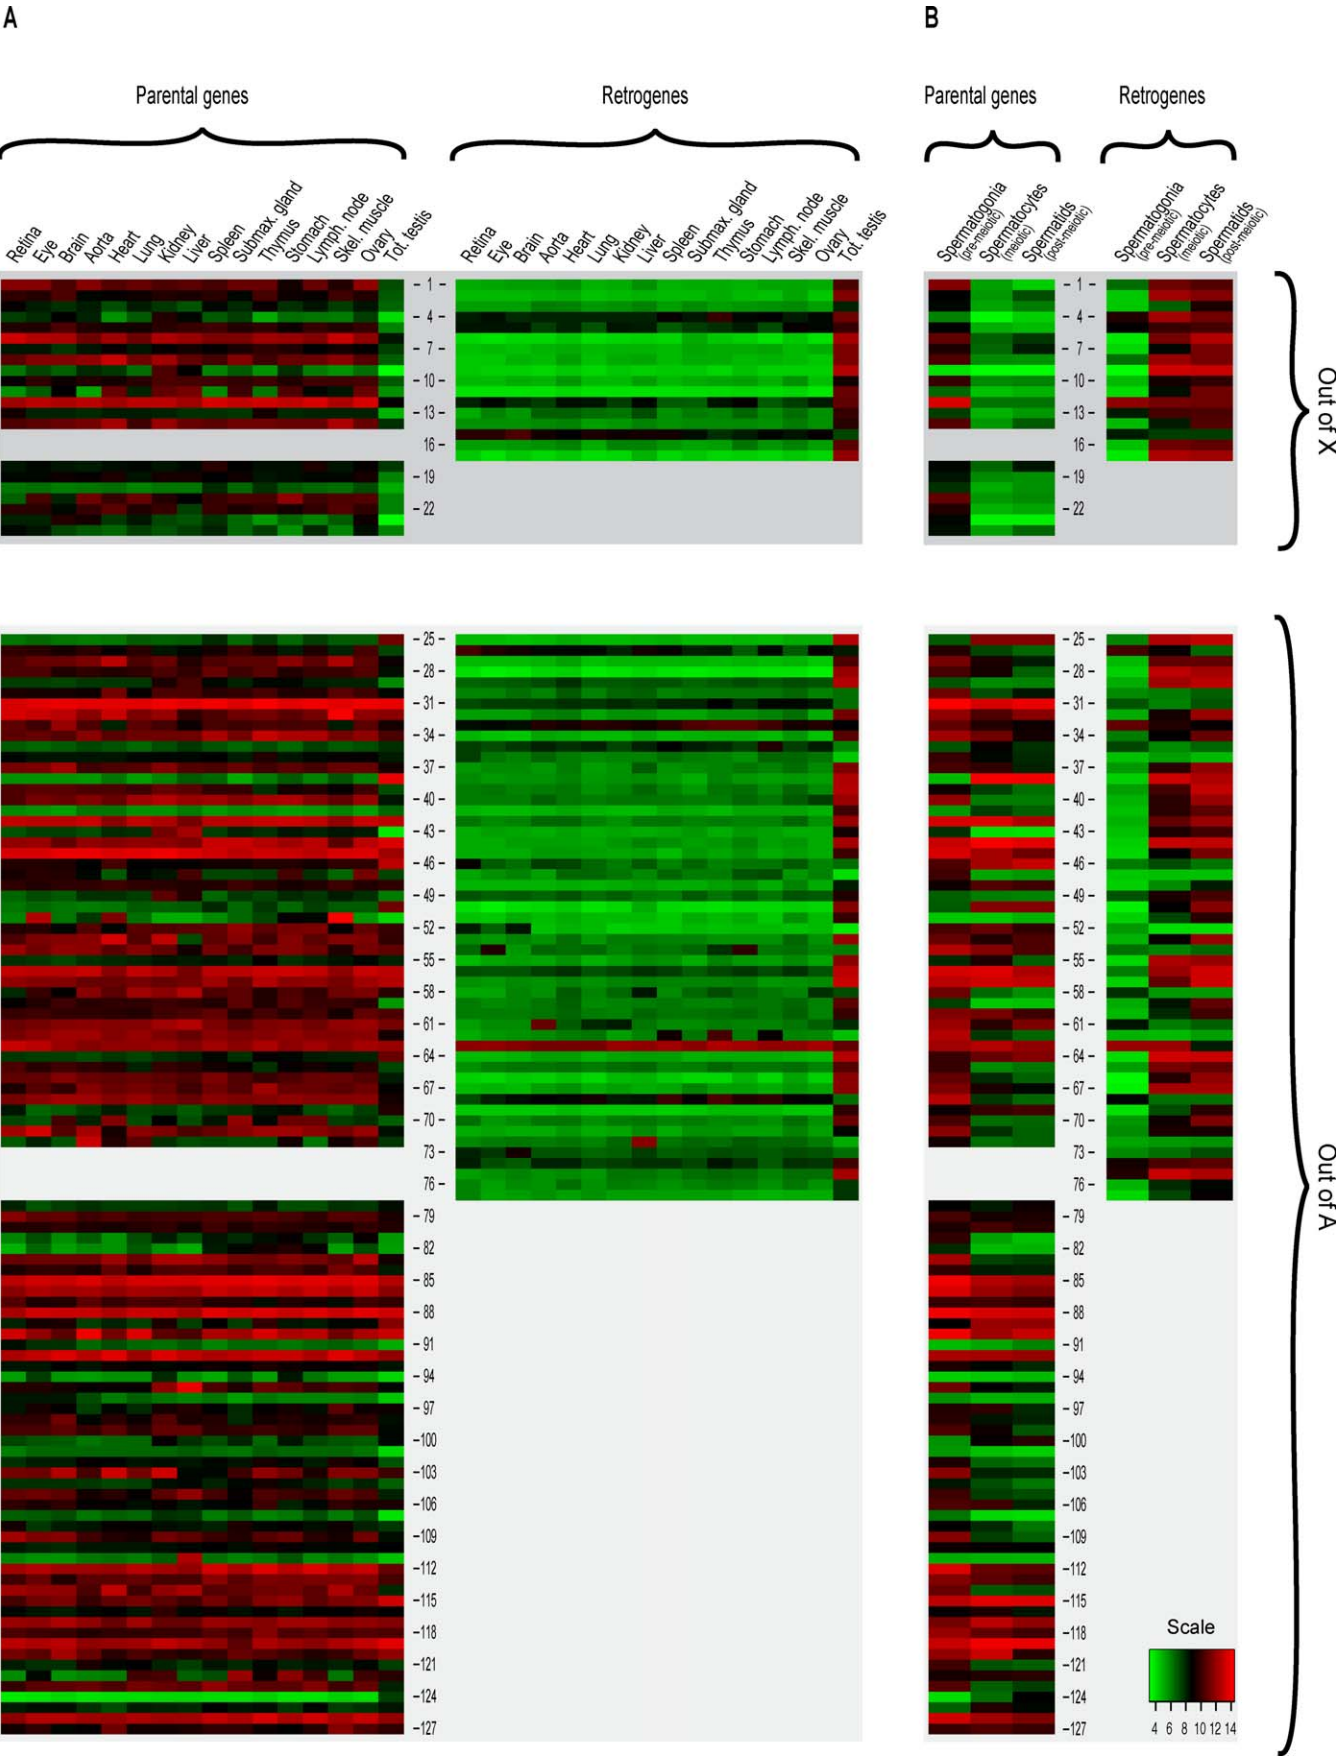 A
B
Parental genes
Retrogenes
Parental genes
Retrogenes
Retina
Eye
Brain
Aorta
Heart
Lung
Kidney
Liver
Spleen
Submax. gland
Thymus
Stomach
Lymph. node
Skel. muscle
Ovary
Tot. testis
Retina
Eye
Brain
Aorta
Heart
Lung
Kidney
Liver
Spleen
Submax. gland
Thymus
Stomach
Lymph. node
Skel. muscle
Ovary
Tot. testis
Spermatogonia
(pre-meiotic)
Spermatocytes
(meiotic)
Spermatids
(post-meiotic)
Spermatogonia
(pre-meiotic)
Spermatocytes
(meiotic)
Spermatids
(post-meiotic)
- 1 -
- 4 -
- 7 -
- 10 -
- 13 -
16 -
- 19
- 22
- 1 -
- 4 -
- 7 -
- 10 -
- 13 -
16 -
- 19
- 22
Out of X
- 25 -
- 28 -
- 31 -
- 34 -
- 37 -
- 40 -
- 43 -
- 46 -
- 49 -
- 52 -
- 55 -
- 58 -
- 61 -
- 64 -
- 67 -
- 70 -
73 -
76 -
- 79
- 82
- 85
- 88
- 91
- 94
- 97
-100
-103
-106
-109
-112
-115
-118
-121
-124
-127
- 25 -
- 28 -
- 31 -
- 34 -
- 37 -
- 40 -
- 43 -
- 46 -
- 49 -
- 52 -
- 55 -
- 58 -
- 61 -
- 64 -
- 67 -
- 70 -
73 -
76 -
- 79
- 82
- 85
- 88
- 91
- 94
- 97
-100
-103
-106
-109
-112
-115
-118
-121
-124
-127
Out of A
Scale
4 6 8 10 12 14